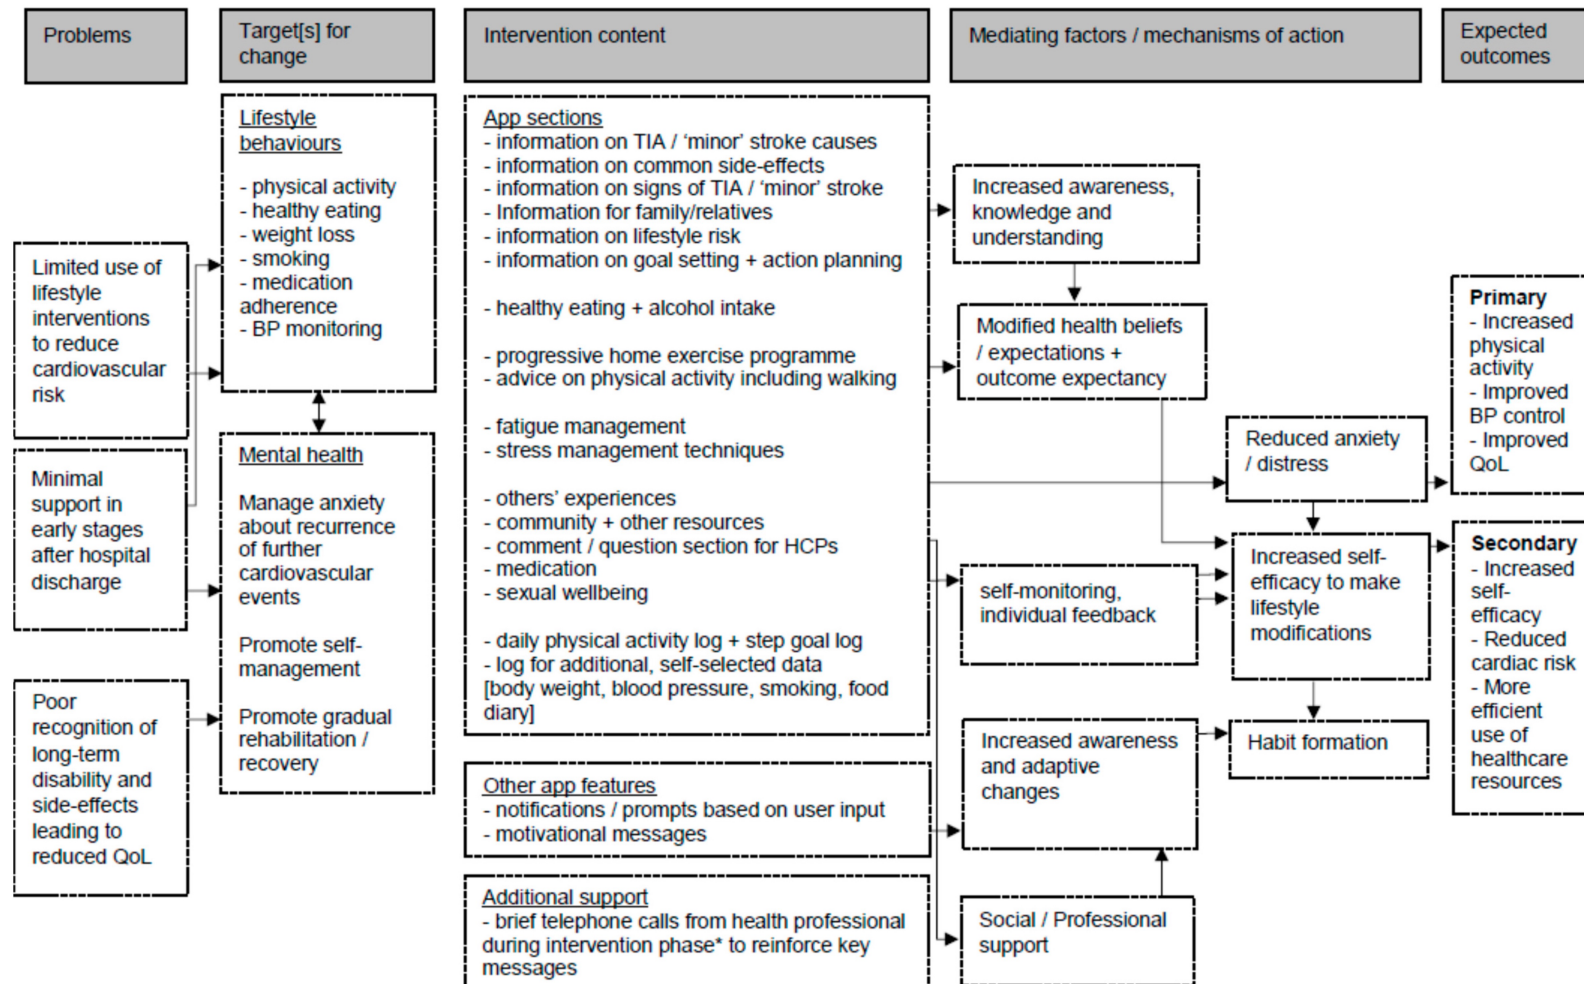 Problems
Target[s] for
change
Intervention content
Mediating factors / mechanisms of action
Expected
outcomes
Limited use of
lifestyle
interventions
to reduce
cardiovascular
risk
Minimal
support in
early stages
after hospital
discharge
Poor
recognition of
long-term
disability and
side-effects
leading to
reduced QoL
Lifestyle
behaviours
- physical activity
- healthy eating
- weight loss
- smoking
- medication
adherence
- BP monitoring
Mental health
Manage anxiety
about recurrence
of further
cardiovascular
events
Promote self-
management
Promote gradual
rehabilitation /
recovery
App sections
- information on TIA / ‘minor’ stroke causes
- information on common side-effects
- information on signs of TIA / ‘minor’ stroke
- Information for family/relatives
- information on lifestyle risk
- information on goal setting + action planning
- healthy eating + alcohol intake
- progressive home exercise programme
- advice on physical activity including walking
- fatigue management
- stress management techniques
- others’ experiences
- community + other resources
- comment / question section for HCPs
- medication
- sexual wellbeing
- daily physical activity log + step goal log
- log for additional, self-selected data
[body weight, blood pressure, smoking, food
diary]
Other app features
- notifications / prompts based on user input
- motivational messages
Additional support
- brief telephone calls from health professional
during intervention phase* to reinforce key
messages
Increased awareness,
knowledge and
understanding
Modified health beliefs
/ expectations +
outcome expectancy
self-monitoring,
individual feedback
Increased awareness
and adaptive
changes
Social / Professional
support
Reduced anxiety
/ distress
Increased self-
efficacy to make
lifestyle
modifications
Habit formation
Primary
- Increased
physical
activity
- Improved
BP control
- Improved
QoL
Secondary
- Increased
self-
efficacy
- Reduced
cardiac risk
- More
efficient
use of
healthcare
resources